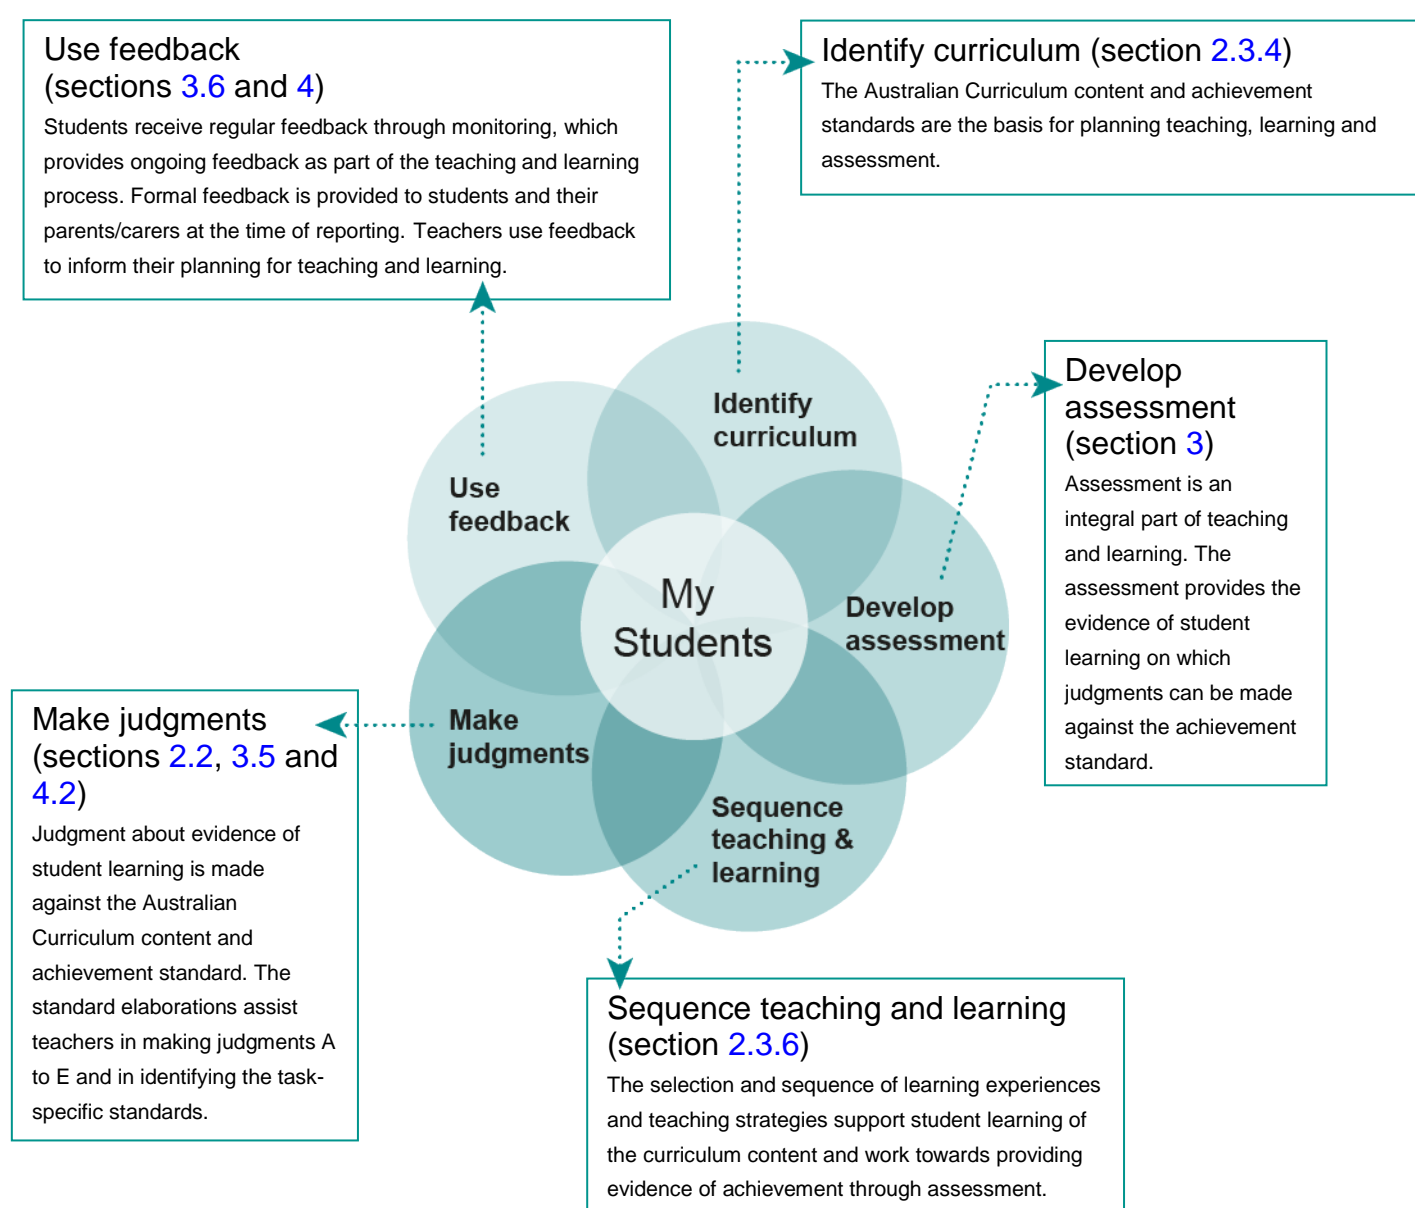 Use feedback
(sections 3.6 and 4)
Students receive regular feedback through monitoring, which
provides ongoing feedback as part of the teaching and learning
process. Formal feedback is provided to students and their
parents/carers at the time of reporting. Teachers use feedback
to inform their planning for teaching and learning.
Identify curriculum (section 2.3.4)
The Australian Curriculum content and achievement
standards are the basis for planning teaching, learning and
assessment.
Develop
assessment
(section 3)
Assessment is an
integral part of teaching
and learning. The
assessment provides the
evidence of student
learning on which
judgments can be made
against the achievement
standard.
Identify
curriculum
Use
feedback
My
Students
Develop
assessment
Make
judgments
Sequence
teaching &
learning
Make judgments
(sections 2.2, 3.5 and
4.2)
Judgment about evidence of
student learning is made
against the Australian
Curriculum content and
achievement standard. The
standard elaborations assist
teachers in making judgments A
to E and in identifying the task-
specific standards.
Sequence teaching and learning
(section 2.3.6)
The selection and sequence of learning experiences
and teaching strategies support student learning of
the curriculum content and work towards providing
evidence of achievement through assessment.